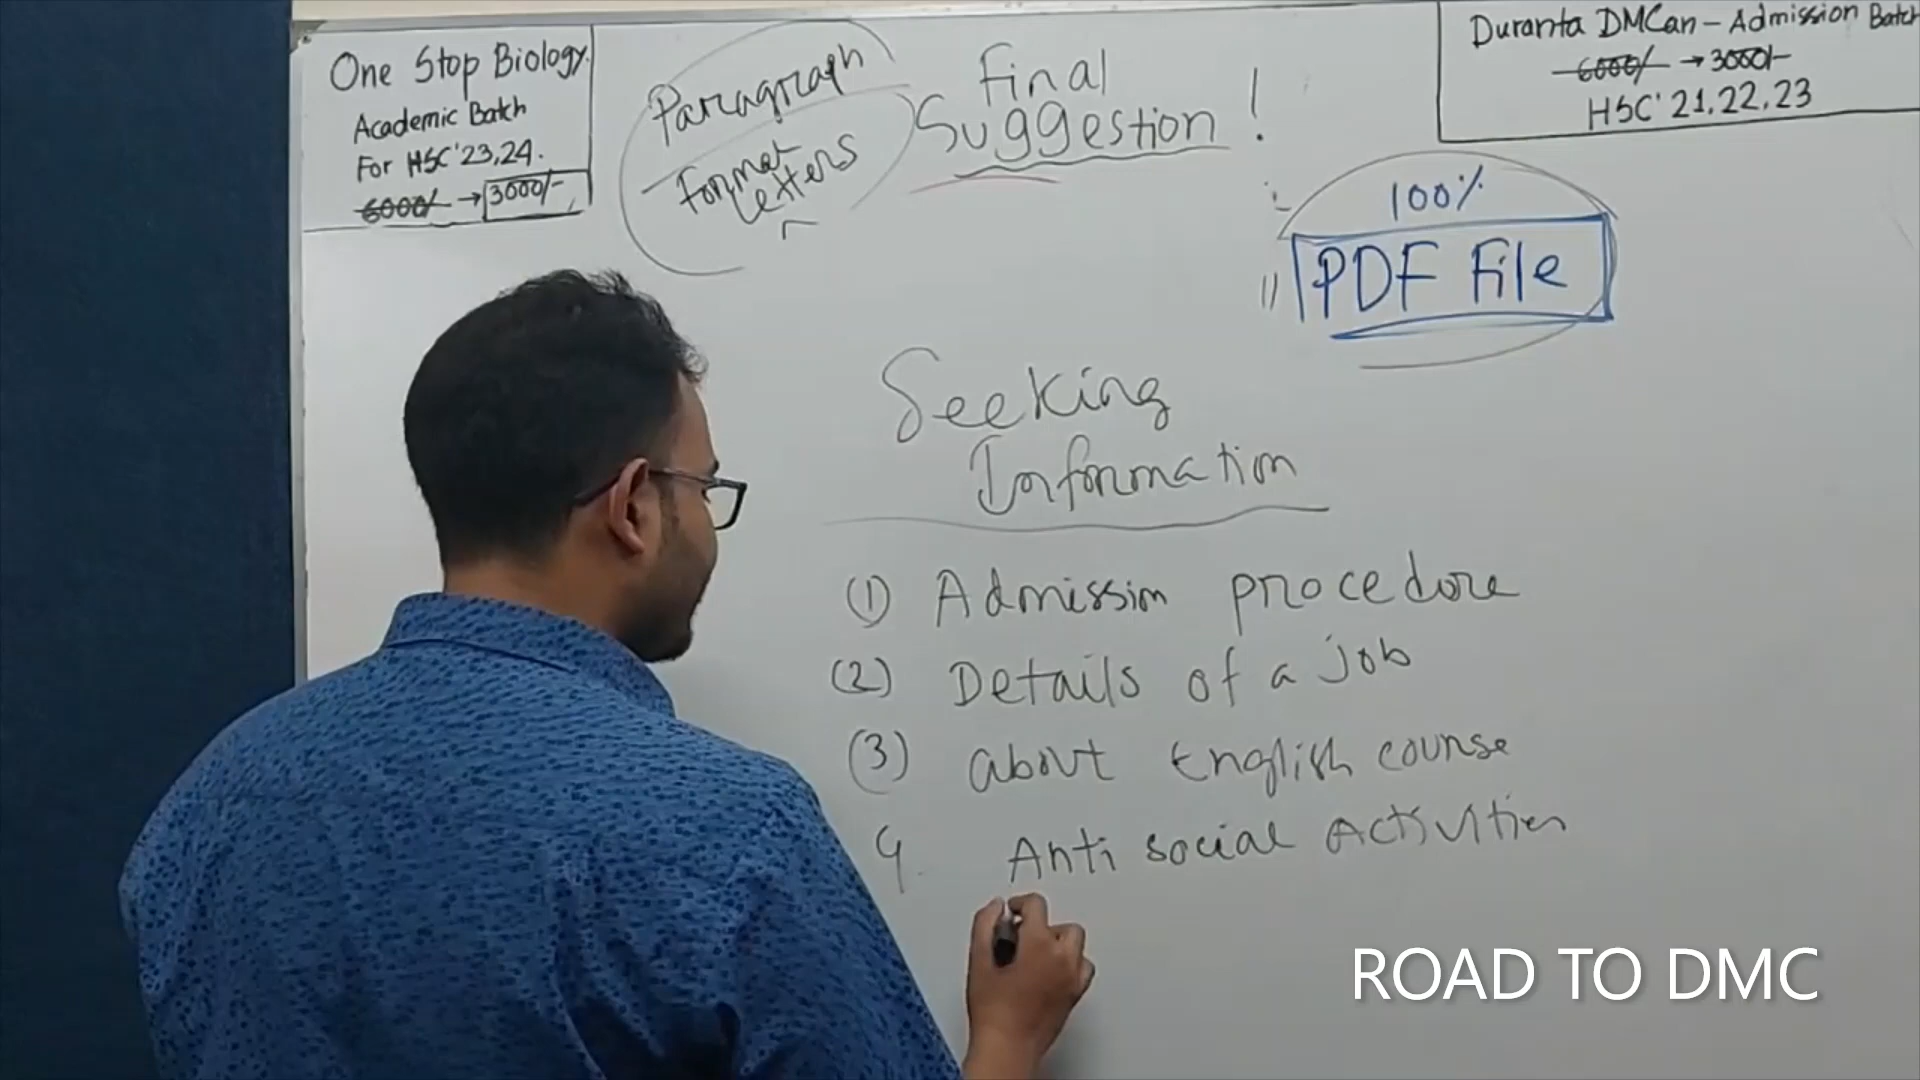 One Stop Biology
Academic Batch
For HSC'23,24.
6000/- → 3000/-
Paragraph
Formal
Letters
Final
Suggestion !
Duranta DMCan - Admission Batch
6000/- → 3000/-
HSC'21,22,23
100%
PDF File
Seeking
Information
(1) Admission procedure
(2) Details of a job
(3) about English course
4. Anti social Activities
ROAD TO DMC